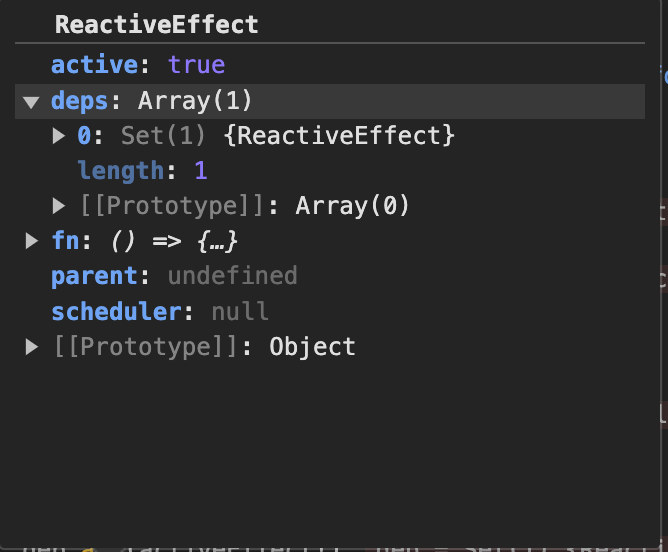 ReactiveEffect
active: true
deps: Array(1)
0: Set(1) {ReactiveEffect}
length: 1
[[Prototype]]: Array(0)
fn: () => {…}
parent: undefined
scheduler: null
[[Prototype]]: Object